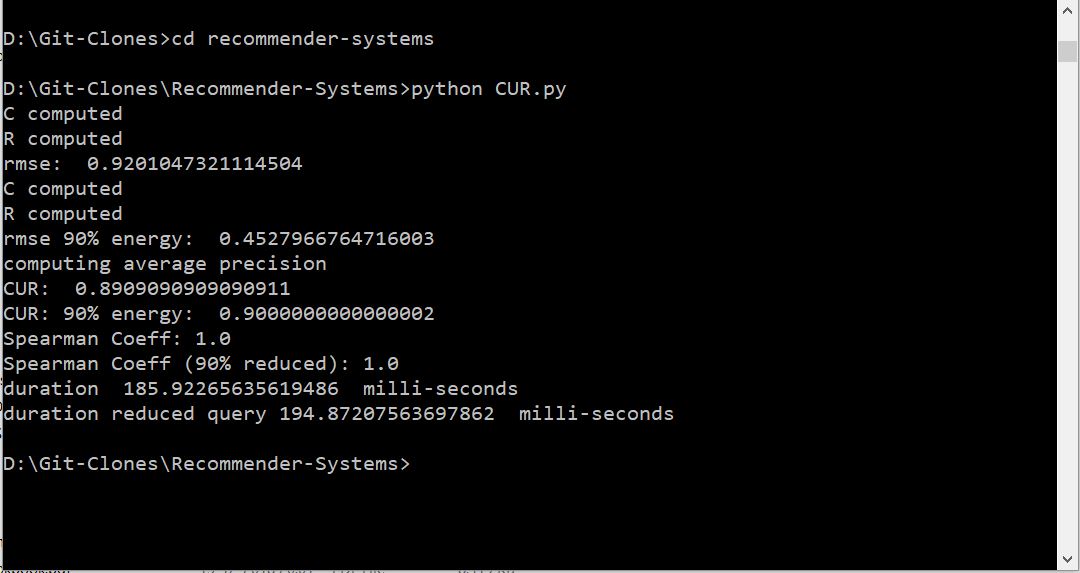 D:\Git-Clones>cd recommender-systems
D:\Git-Clones\Recommender-Systems>python CUR.py
C computed
R computed
rmse:  0.9201047321114504
C computed
R computed
rmse 90% energy:  0.4527966764716003
computing average precision
CUR:  0.8909090909090911
CUR: 90% energy:  0.9000000000000002
Spearman Coeff: 1.0
Spearman Coeff (90% reduced): 1.0
duration  185.92265635619486  milli-seconds
duration reduced query 194.87207563697862  milli-seconds
D:\Git-Clones\Recommender-Systems>